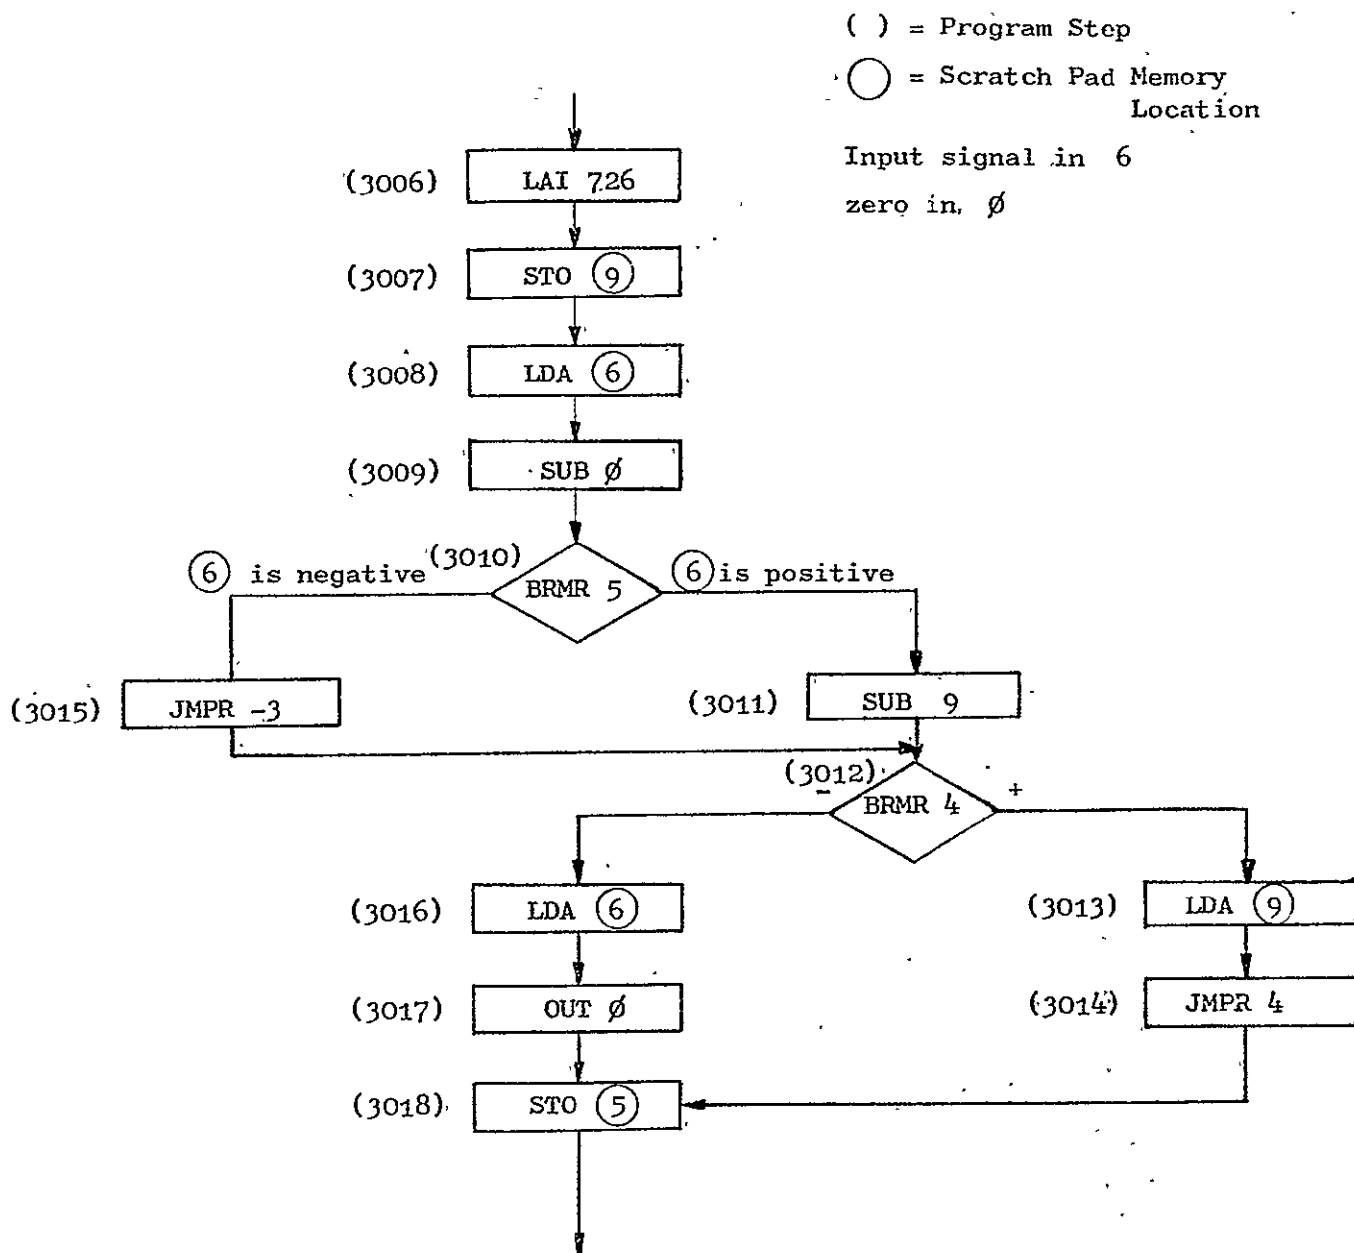 ( ) = Program Step
= Scratch Pad Memory
Location
Input signal in 6
zero in, Ø
(3006) LAI 726
(3007) STO 9
(3008) LDA 6
(3009) SUB Ø
6 is negative (3010) BRMR 5 6 is positive
(3015) JMPR -3
(3011) SUB 9
(3012)
- BRMR 4 +
(3016) LDA 6
(3013) LDA 9
(3017) OUT Ø
(3014) JMPR 4
(3018) STO 5